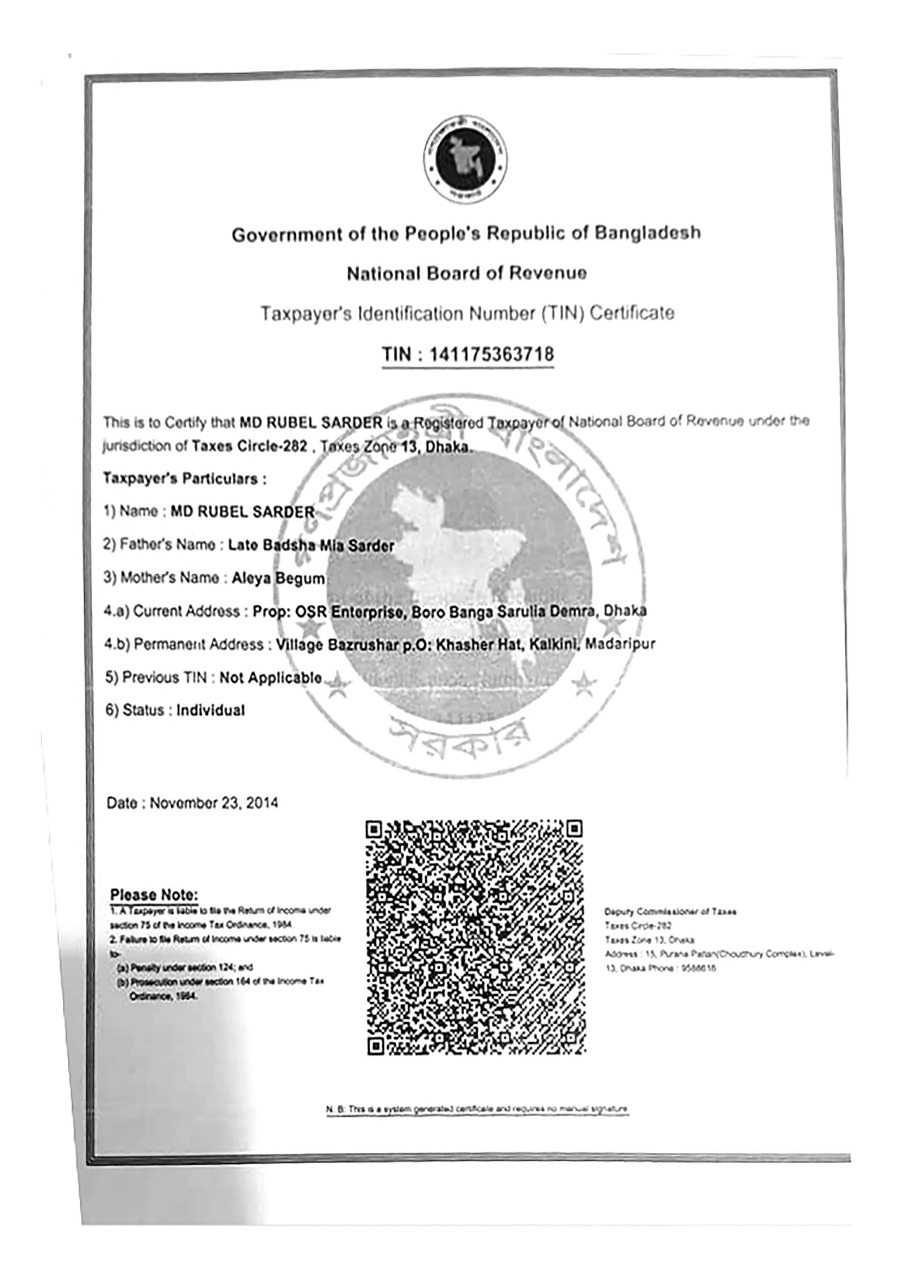 গণপ্রজাতন্ত্রী বাংলাদেশ
সরকার
Government of the People's Republic of Bangladesh
National Board of Revenue
Taxpayer's Identification Number (TIN) Certificate
TIN : 141175363718
This is to Certify that MD RUBEL SARDER is a Registered Taxpayer of National Board of Revenue under the
jurisdiction of Taxes Circle-282 , Taxes Zone 13, Dhaka.
Taxpayer's Particulars :
1) Name : MD RUBEL SARDER
2) Father's Name : Late Badsha Mia Sarder
3) Mother's Name : Aleya Begum
4.a) Current Address : Prop: OSR Enterprise, Boro Banga Sarulia Demra, Dhaka
4.b) Permanent Address : Village Bazrushar p.O: Khasher Hat, Kalkini, Madaripur
5) Previous TIN : Not Applicable
6) Status : Individual
গণপ্রজাতন্ত্রী বাংলাদেশ
সরকার
Date : November 23, 2014
Please Note:
1. A Taxpayer is liable to file the Return of Income under
section 75 of the Income Tax Ordinance, 1984.
2. Failure to file Return of Income under section 75 is liable
to-
(a) Penalty under section 124; and
(b) Prosecution under section 164 of the Income Tax
Ordinance, 1984.
Deputy Commissioner of Taxes
Taxes Circle-282
Taxes Zone 13, Dhaka
Address : 15, Purana Paltan(Choudhury Complex), Level-
13, Dhaka Phone :
N. B: This is a system generated certificate and requires no manual signature.